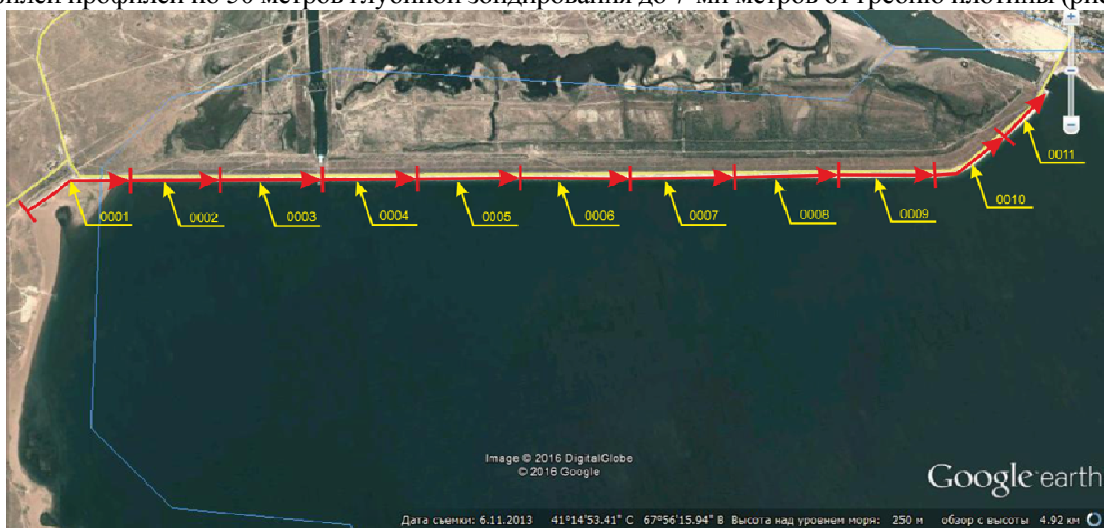 профилей по 50 метров глубиной зондирования до 7-ми метров от гребню плотины (рис
0011
0001
0002
0003
0004
0005
0006
0007
0008
0009
0010
Image © 2016 DigitalGlobe
© 2016 Google
Google earth
Дата съемки: 6.11.2013 41°14'53.41" С 67°56'15.94" В Высота над уровнем моря: 250 м обзор с высоты 4.92 км